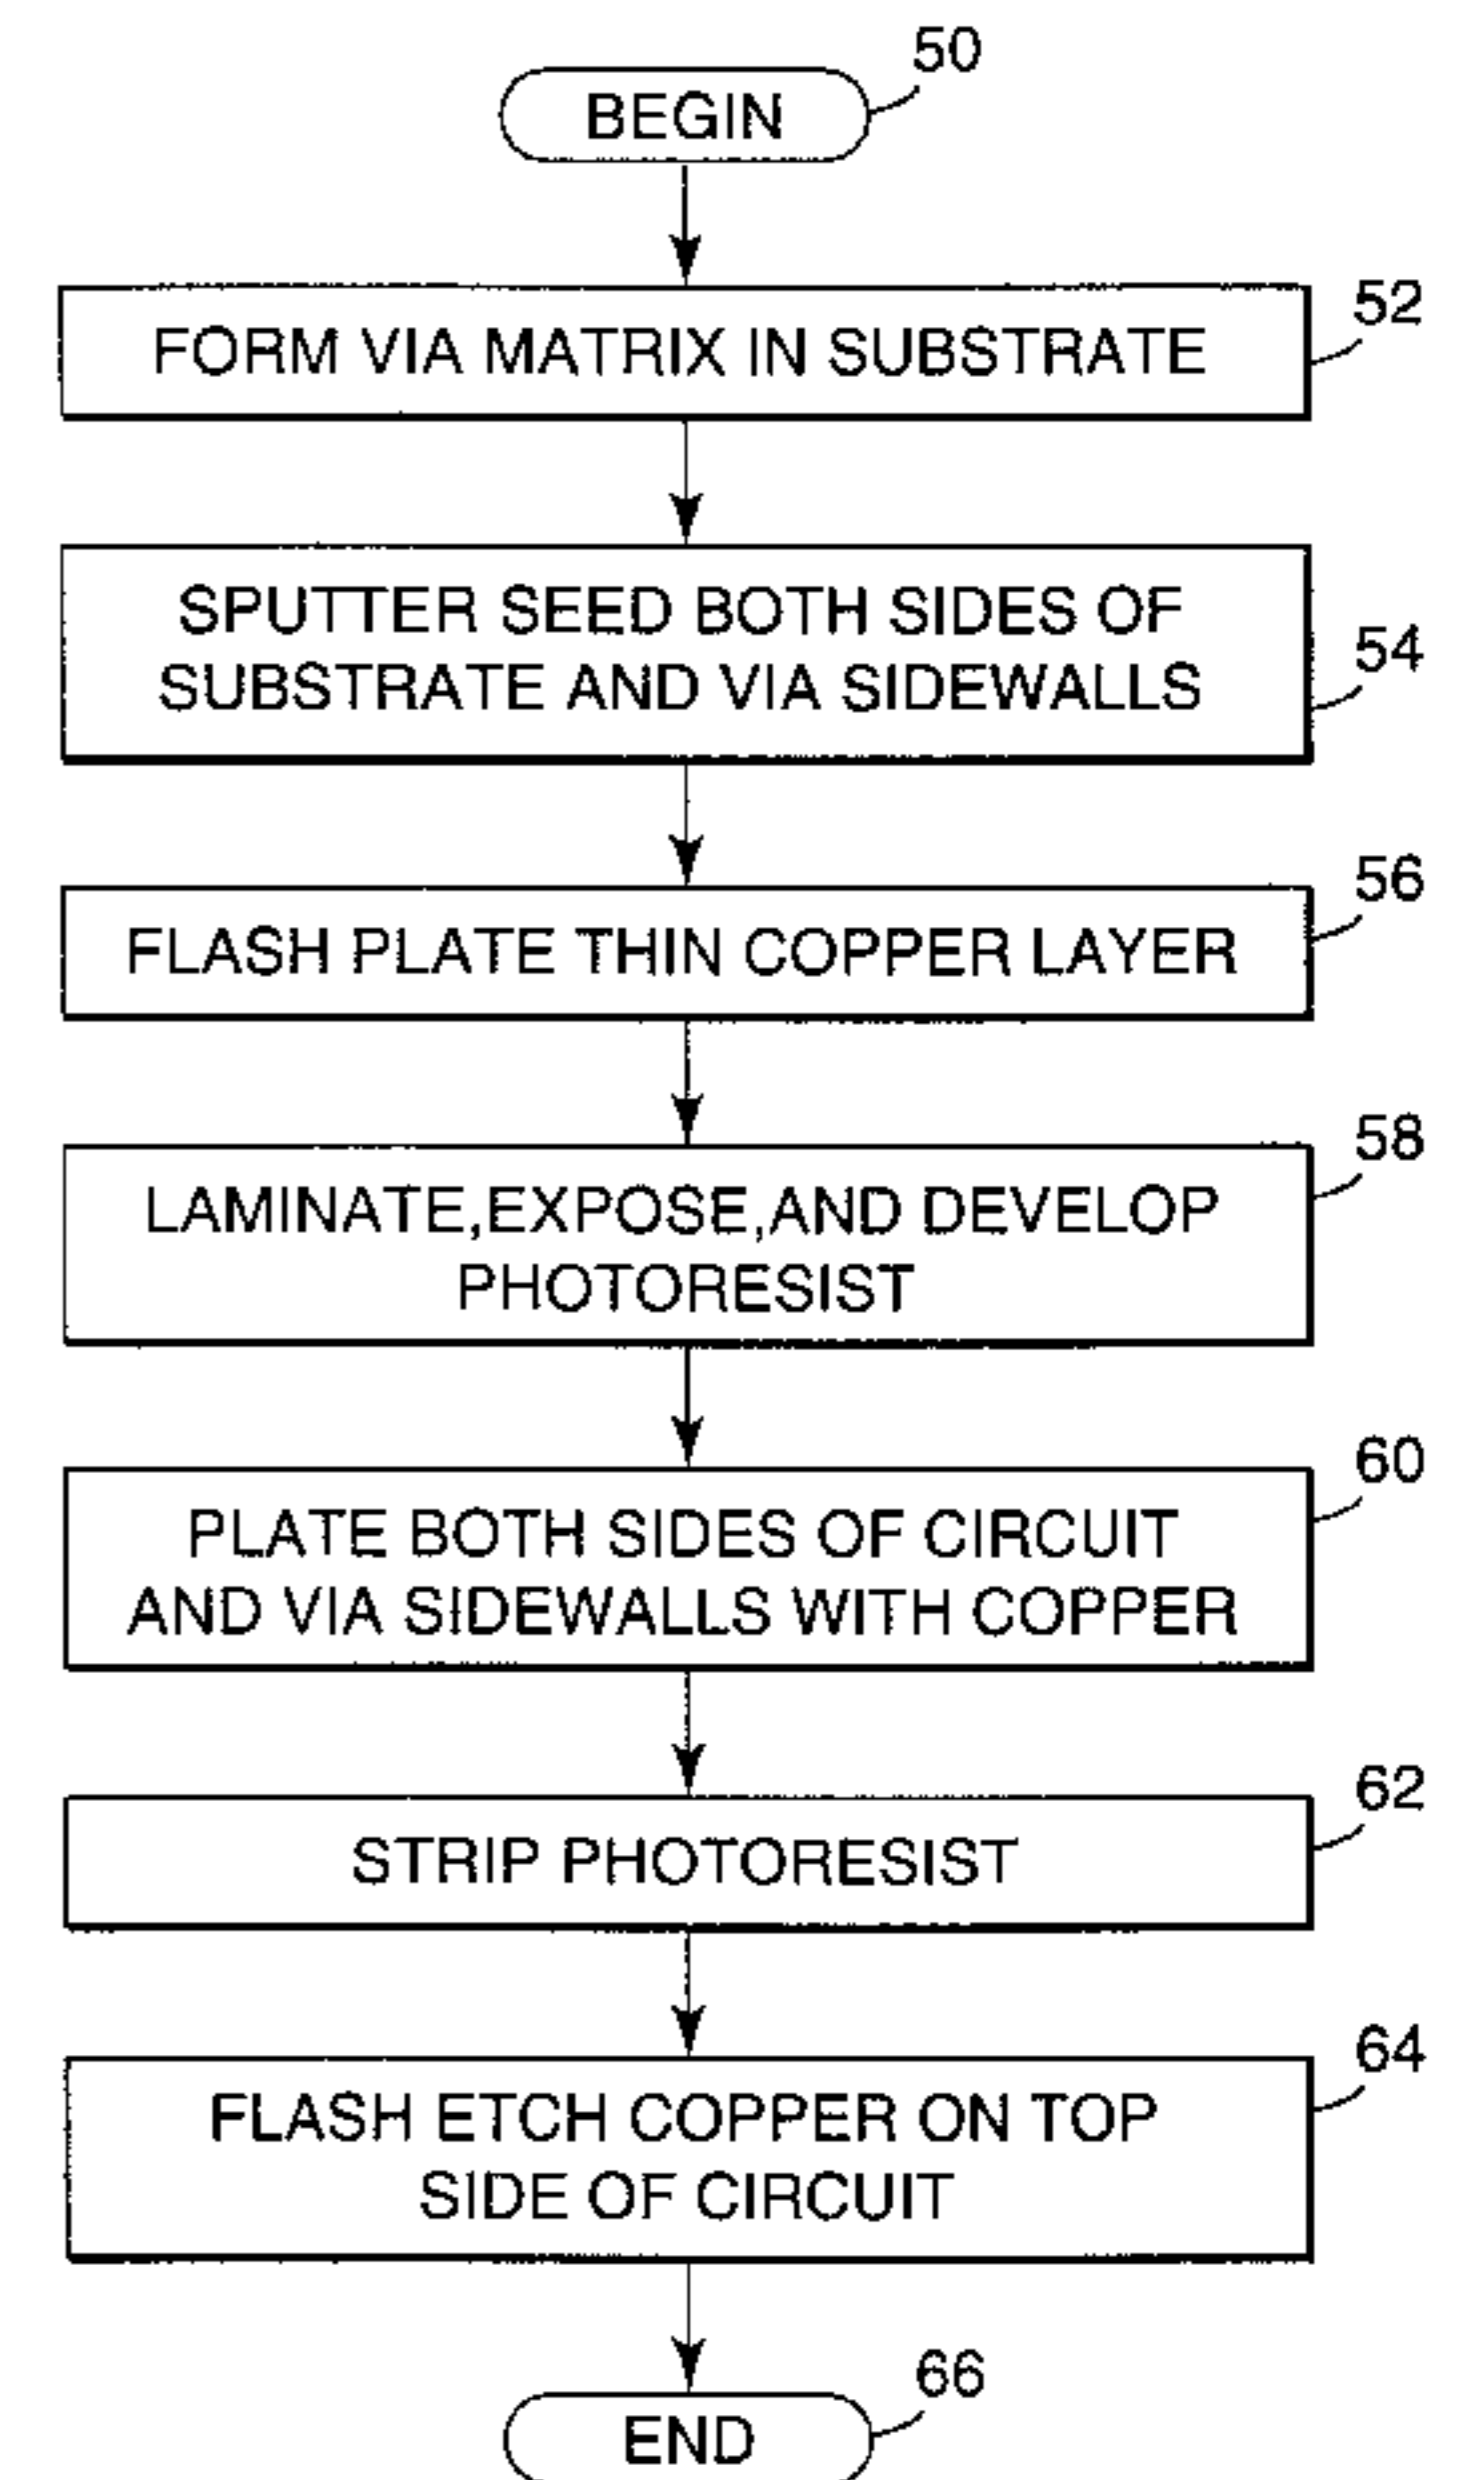 50
BEGIN
52
FORM VIA MATRIX IN SUBSTRATE
SPUTTER SEED BOTH SIDES OF
54
SUBSTRATE AND VIA SIDEWALLS
56
FLASH PLATE THIN COPPER LAYER
58
LAMINATE,EXPOSE,AND DEVELOP
PHOTORESIST
60
PLATE BOTH SIDES OF CIRCUIT
AND VIA SIDEWALLS WITH COPPER
62
STRIP PHOTORESIST
64
FLASH ETCH COPPER ON TOP
SIDE OF CIRCUIT
66
END